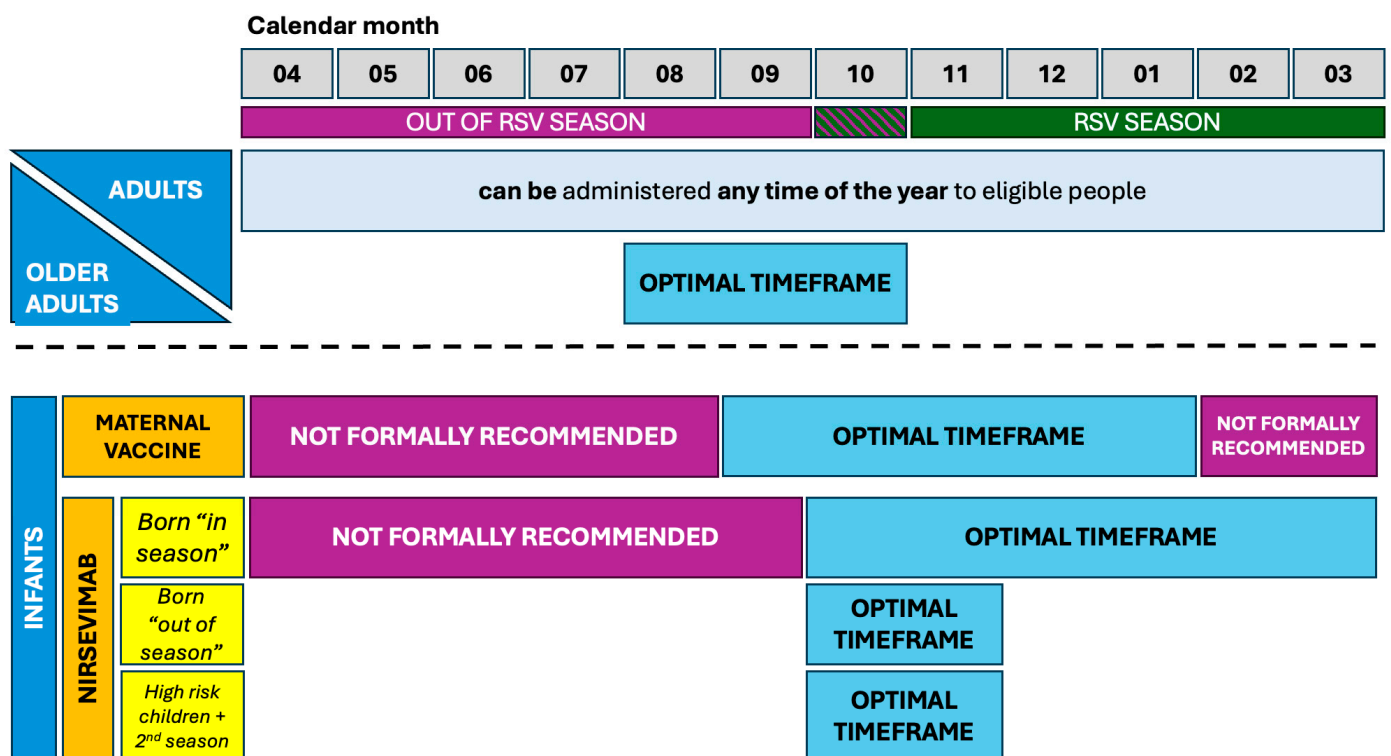 Calendar month
04 05 06 07 08 09 10 11 12 01 02 03
OUT OF RSV SEASON RSV SEASON
ADULTS
can be administered any time of the year to eligible people
OLDER
ADULTS
OPTIMAL TIMEFRAME
INFANTS
MATERNAL
VACCINE
NOT FORMALLY RECOMMENDED
OPTIMAL TIMEFRAME
NOT FORMALLY
RECOMMENDED
NIRSEVIMAB
Born “in
season”
NOT FORMALLY RECOMMENDED
OPTIMAL TIMEFRAME
Born
“out of
season”
OPTIMAL
TIMEFRAME
High risk
children +
2nd season
OPTIMAL
TIMEFRAME